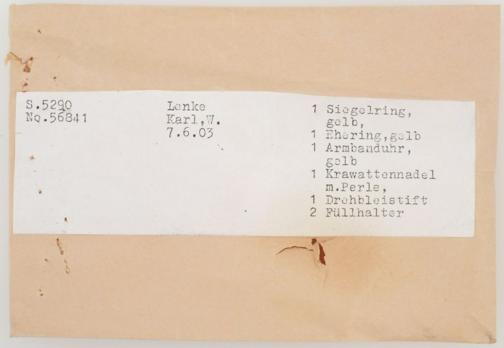 S.5290
No.56841
Lenke
Karl,W.
7.6.03
1 Siegelring,
gelb,
1 Ehering,gelb
1 Armbanduhr,
gelb
1 Krawattennadel
m.Perle,
1 Drehbleistift
2 Füllhalter